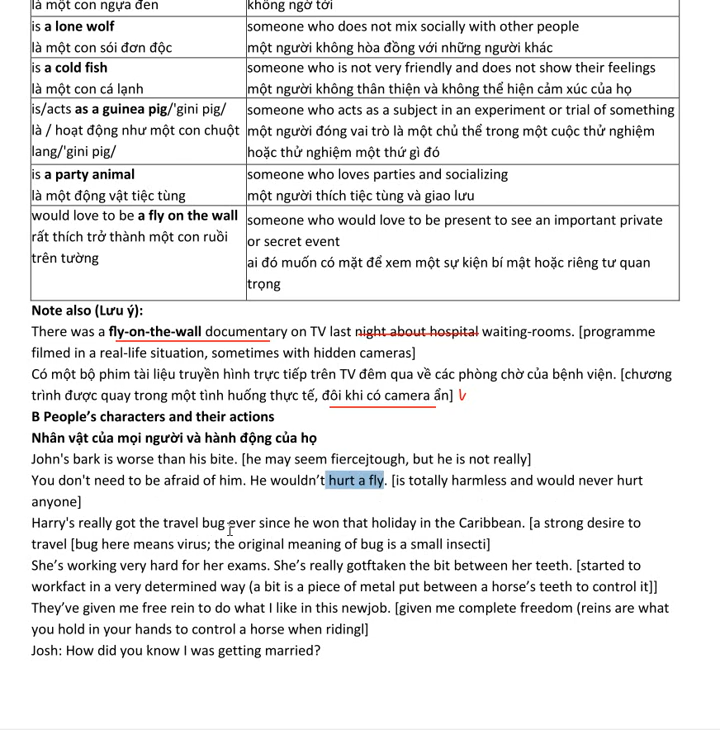 là một con ngựa đen
không ngờ tới
is a lone wolf
someone who does not mix socially with other people
là một con sói đơn độc
một người không hòa đồng với những người khác
is a cold fish
someone who is not very friendly and does not show their feelings
là một con cá lạnh
một người không thân thiện và không thể hiện cảm xúc của họ
is/acts as a guinea pig/'gini pig/
someone who acts as a subject in an experiment or trial of something
là / hoạt động như một con chuột
một người đóng vai trò là một chủ thể trong một cuộc thử nghiệm
lang/'gini pig/
hoặc thử nghiệm một thứ gì đó
is a party animal
someone who loves parties and socializing
là một động vật tiệc tùng
một người thích tiệc tùng và giao lưu
would love to be a fly on the wall
someone who would love to be present to see an important private
rất thích trở thành một con ruồi
or secret event
trên tường
ai đó muốn có mặt để xem một sự kiện bí mật hoặc riêng tư quan
trọng
Note also (Lưu ý):
There was a fly-on-the-wall documentary on TV last night about hospital waiting-rooms. [programme
filmed in a real-life situation, sometimes with hidden cameras]
Có một bộ phim tài liệu truyền hình trực tiếp trên TV đêm qua về các phòng chờ của bệnh viện. [chương
trình được quay trong một tình huống thực tế, đôi khi có camera ẩn]
B People's characters and their actions
Nhân vật của mọi người và hành động của họ
John's bark is worse than his bite. [he may seem fiercejtough, but he is not really]
You don't need to be afraid of him. He wouldn't hurt a fly. [is totally harmless and would never hurt
anyone]
Harry's really got the travel bug ever since he won that holiday in the Caribbean. [a strong desire to
travel [bug here means virus; the original meaning of bug is a small insecti]
She's working very hard for her exams. She's really gotftaken the bit between her teeth. [started to
workfact in a very determined way (a bit is a piece of metal put between a horse's teeth to control it]]
They've given me free rein to do what I like in this newjob. [given me complete freedom (reins are what
you hold in your hands to control a horse when ridingl]
Josh: How did you know I was getting married?